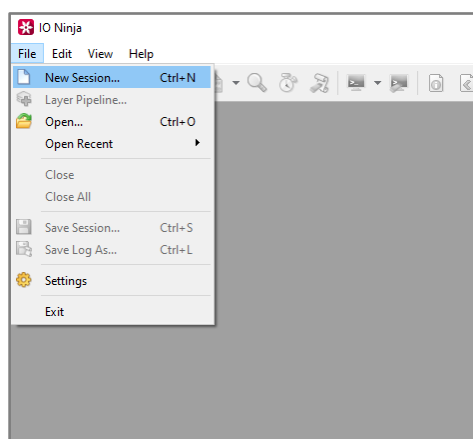 IO Ninja
File Edit View Help
New Session... Ctrl+N
Layer Pipeline...
Open... Ctrl+O
Open Recent
Close
Close All
Save Session... Ctrl+S
Save Log As... Ctrl+L
Settings
Exit